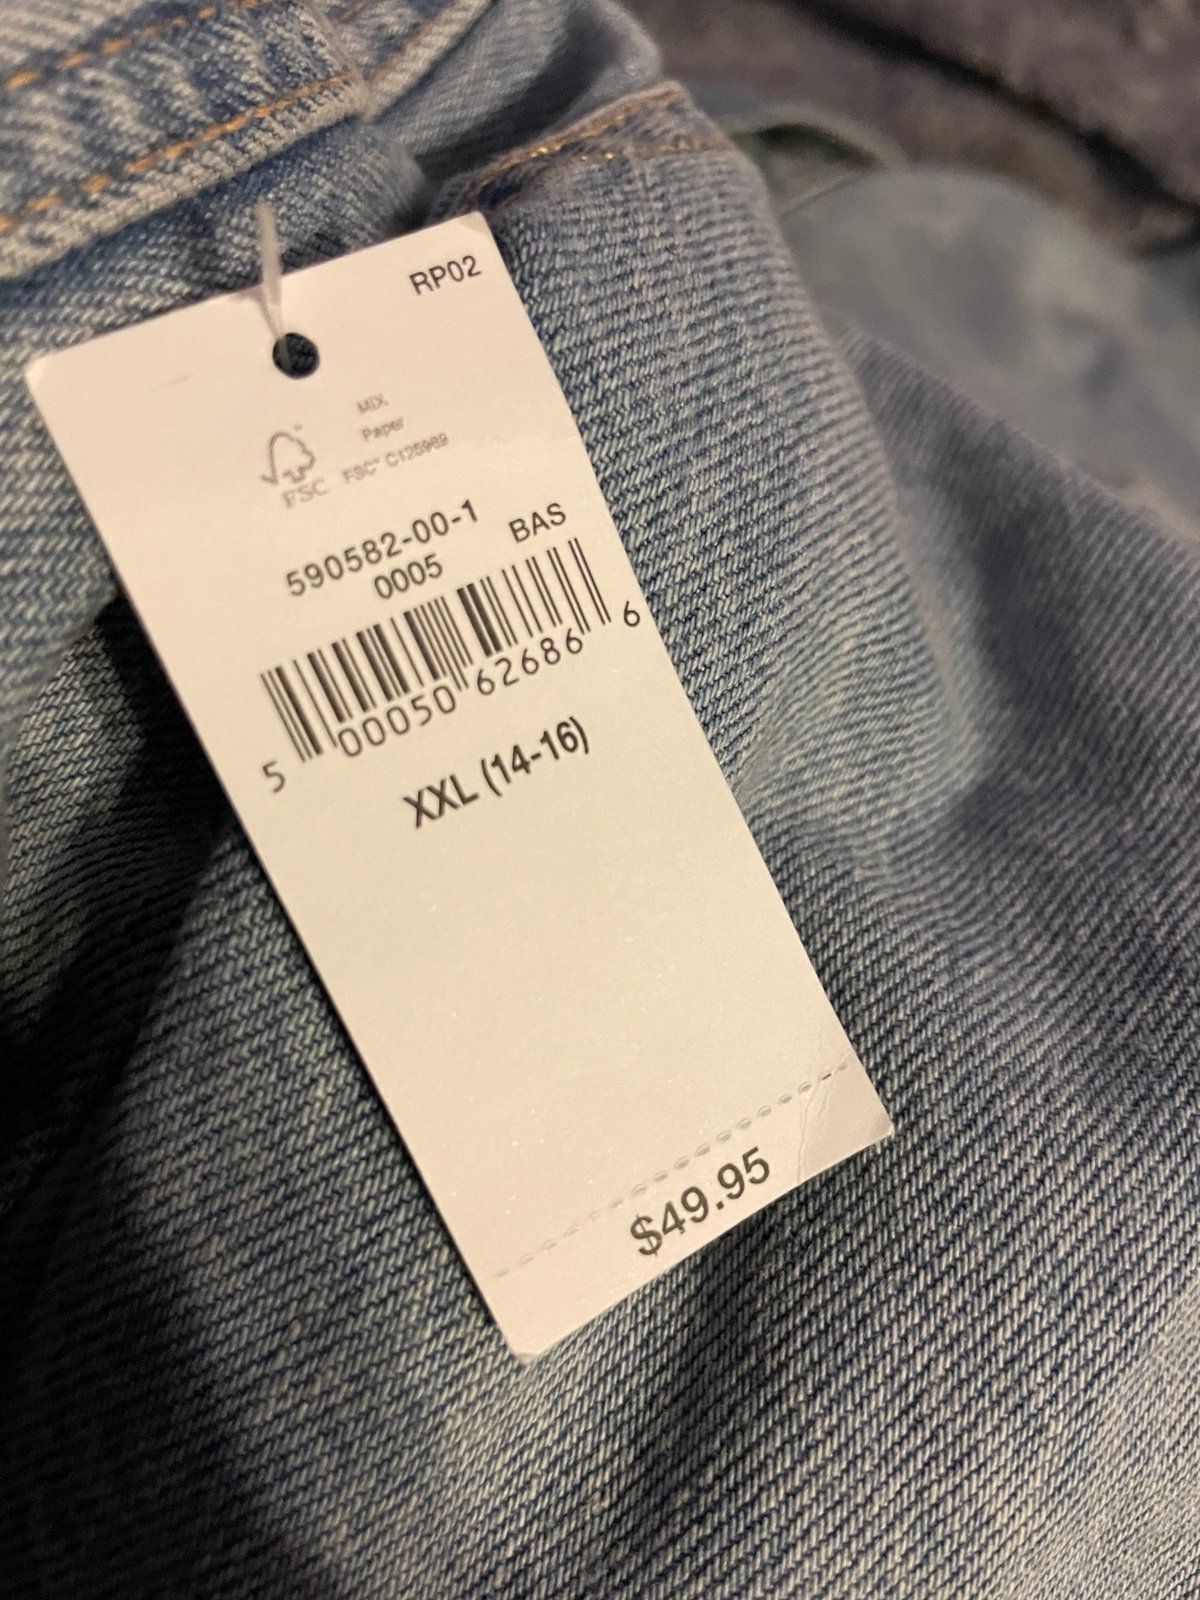 RP02
MIX
Paper
FSC™ C125969
FSC
590582-00-1
0005 BAS
5 00050 62686 6
XXL (14-16)
$49.95